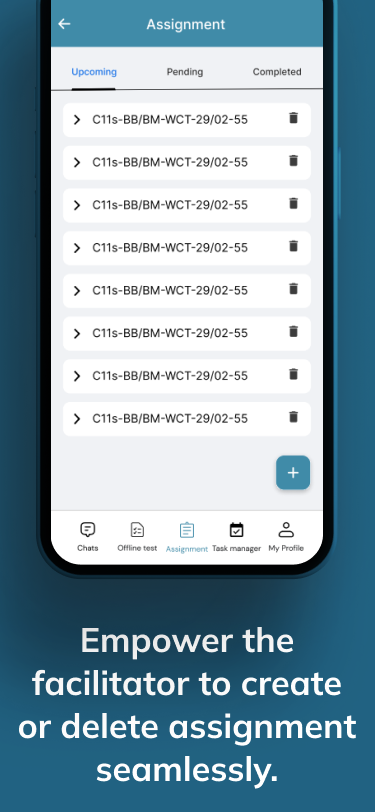 Assignment
Upcoming Pending Completed
C11s-BB/BM-WCT-29/02-55
C11s-BB/BM-WCT-29/02-55
C11s-BB/BM-WCT-29/02-55
C11s-BB/BM-WCT-29/02-55
C11s-BB/BM-WCT-29/02-55
C11s-BB/BM-WCT-29/02-55
C11s-BB/BM-WCT-29/02-55
C11s-BB/BM-WCT-29/02-55
Chats Offline test Assignment Task manager My Profile
Empower the
facilitator to create
or delete assignment
seamlessly.